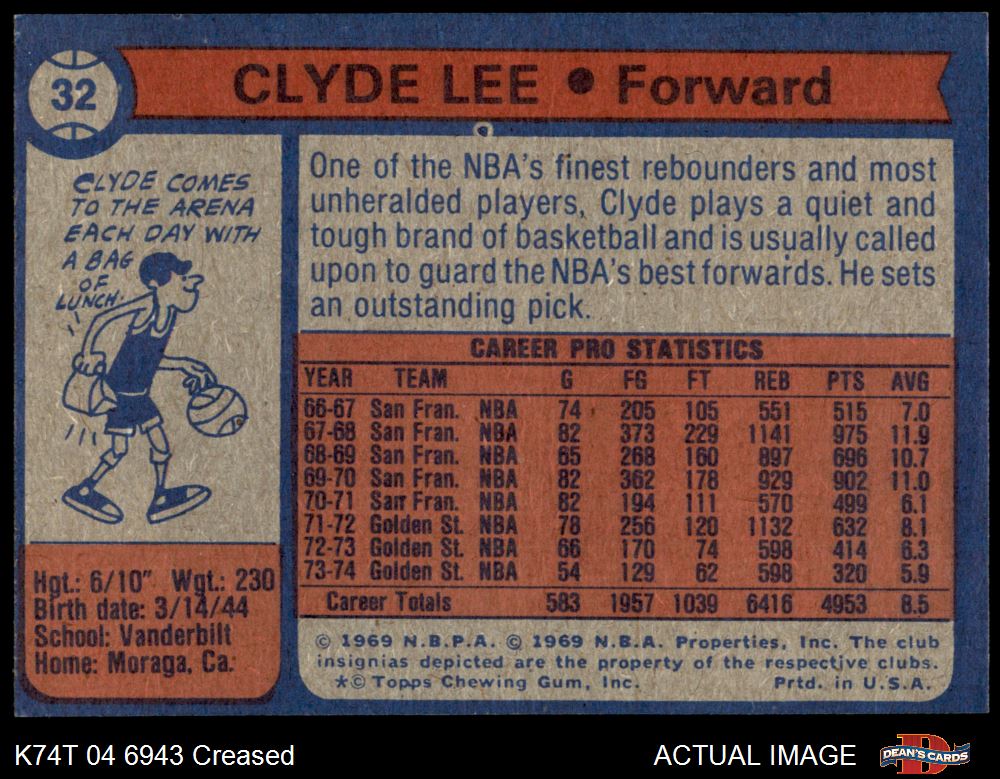 32
CLYDE LEE • Forward
CLYDE COMES
TO THE ARENA
EACH DAY WITH
A BAG
OF
LUNCH.
One of the NBA's finest rebounders and most
unheralded players, Clyde plays a quiet and
tough brand of basketball and is usually called
upon to guard the NBA's best forwards. He sets
an outstanding pick.
CAREER PRO STATISTICS
YEAR TEAM G FG FT REB PTS AVG
66-67 San Fran. NBA 74 205 105 551 515 7.0
67-68 San Fran. NBA 82 373 229 1141 975 11.9
68-69 San Fran. NBA 65 268 160 897 696 10.7
69-70 San Fran. NBA 82 362 178 929 902 11.0
70-71 San Fran. NBA 82 194 111 570 499 6.1
71-72 Golden St. NBA 78 256 120 1132 632 8.1
72-73 Golden St. NBA 66 170 74 598 414 6.3
73-74 Golden St. NBA 54 129 62 598 320 5.9
Career Totals 583 1957 1039 6416 4953 8.5
Hgt.: 6/10" Wgt.: 230
Birth date: 3/14/44
School: Vanderbilt
Home: Moraga, Ca.
© 1969 N.B.P.A. © 1969 N.B.A. Properties, Inc. The club
insignias depicted are the property of the respective clubs.
*© Topps Chewing Gum, Inc. Prtd. in U.S.A.
K74T 04 6943 Creased
ACTUAL IMAGE
D
DEAN'S CARDS